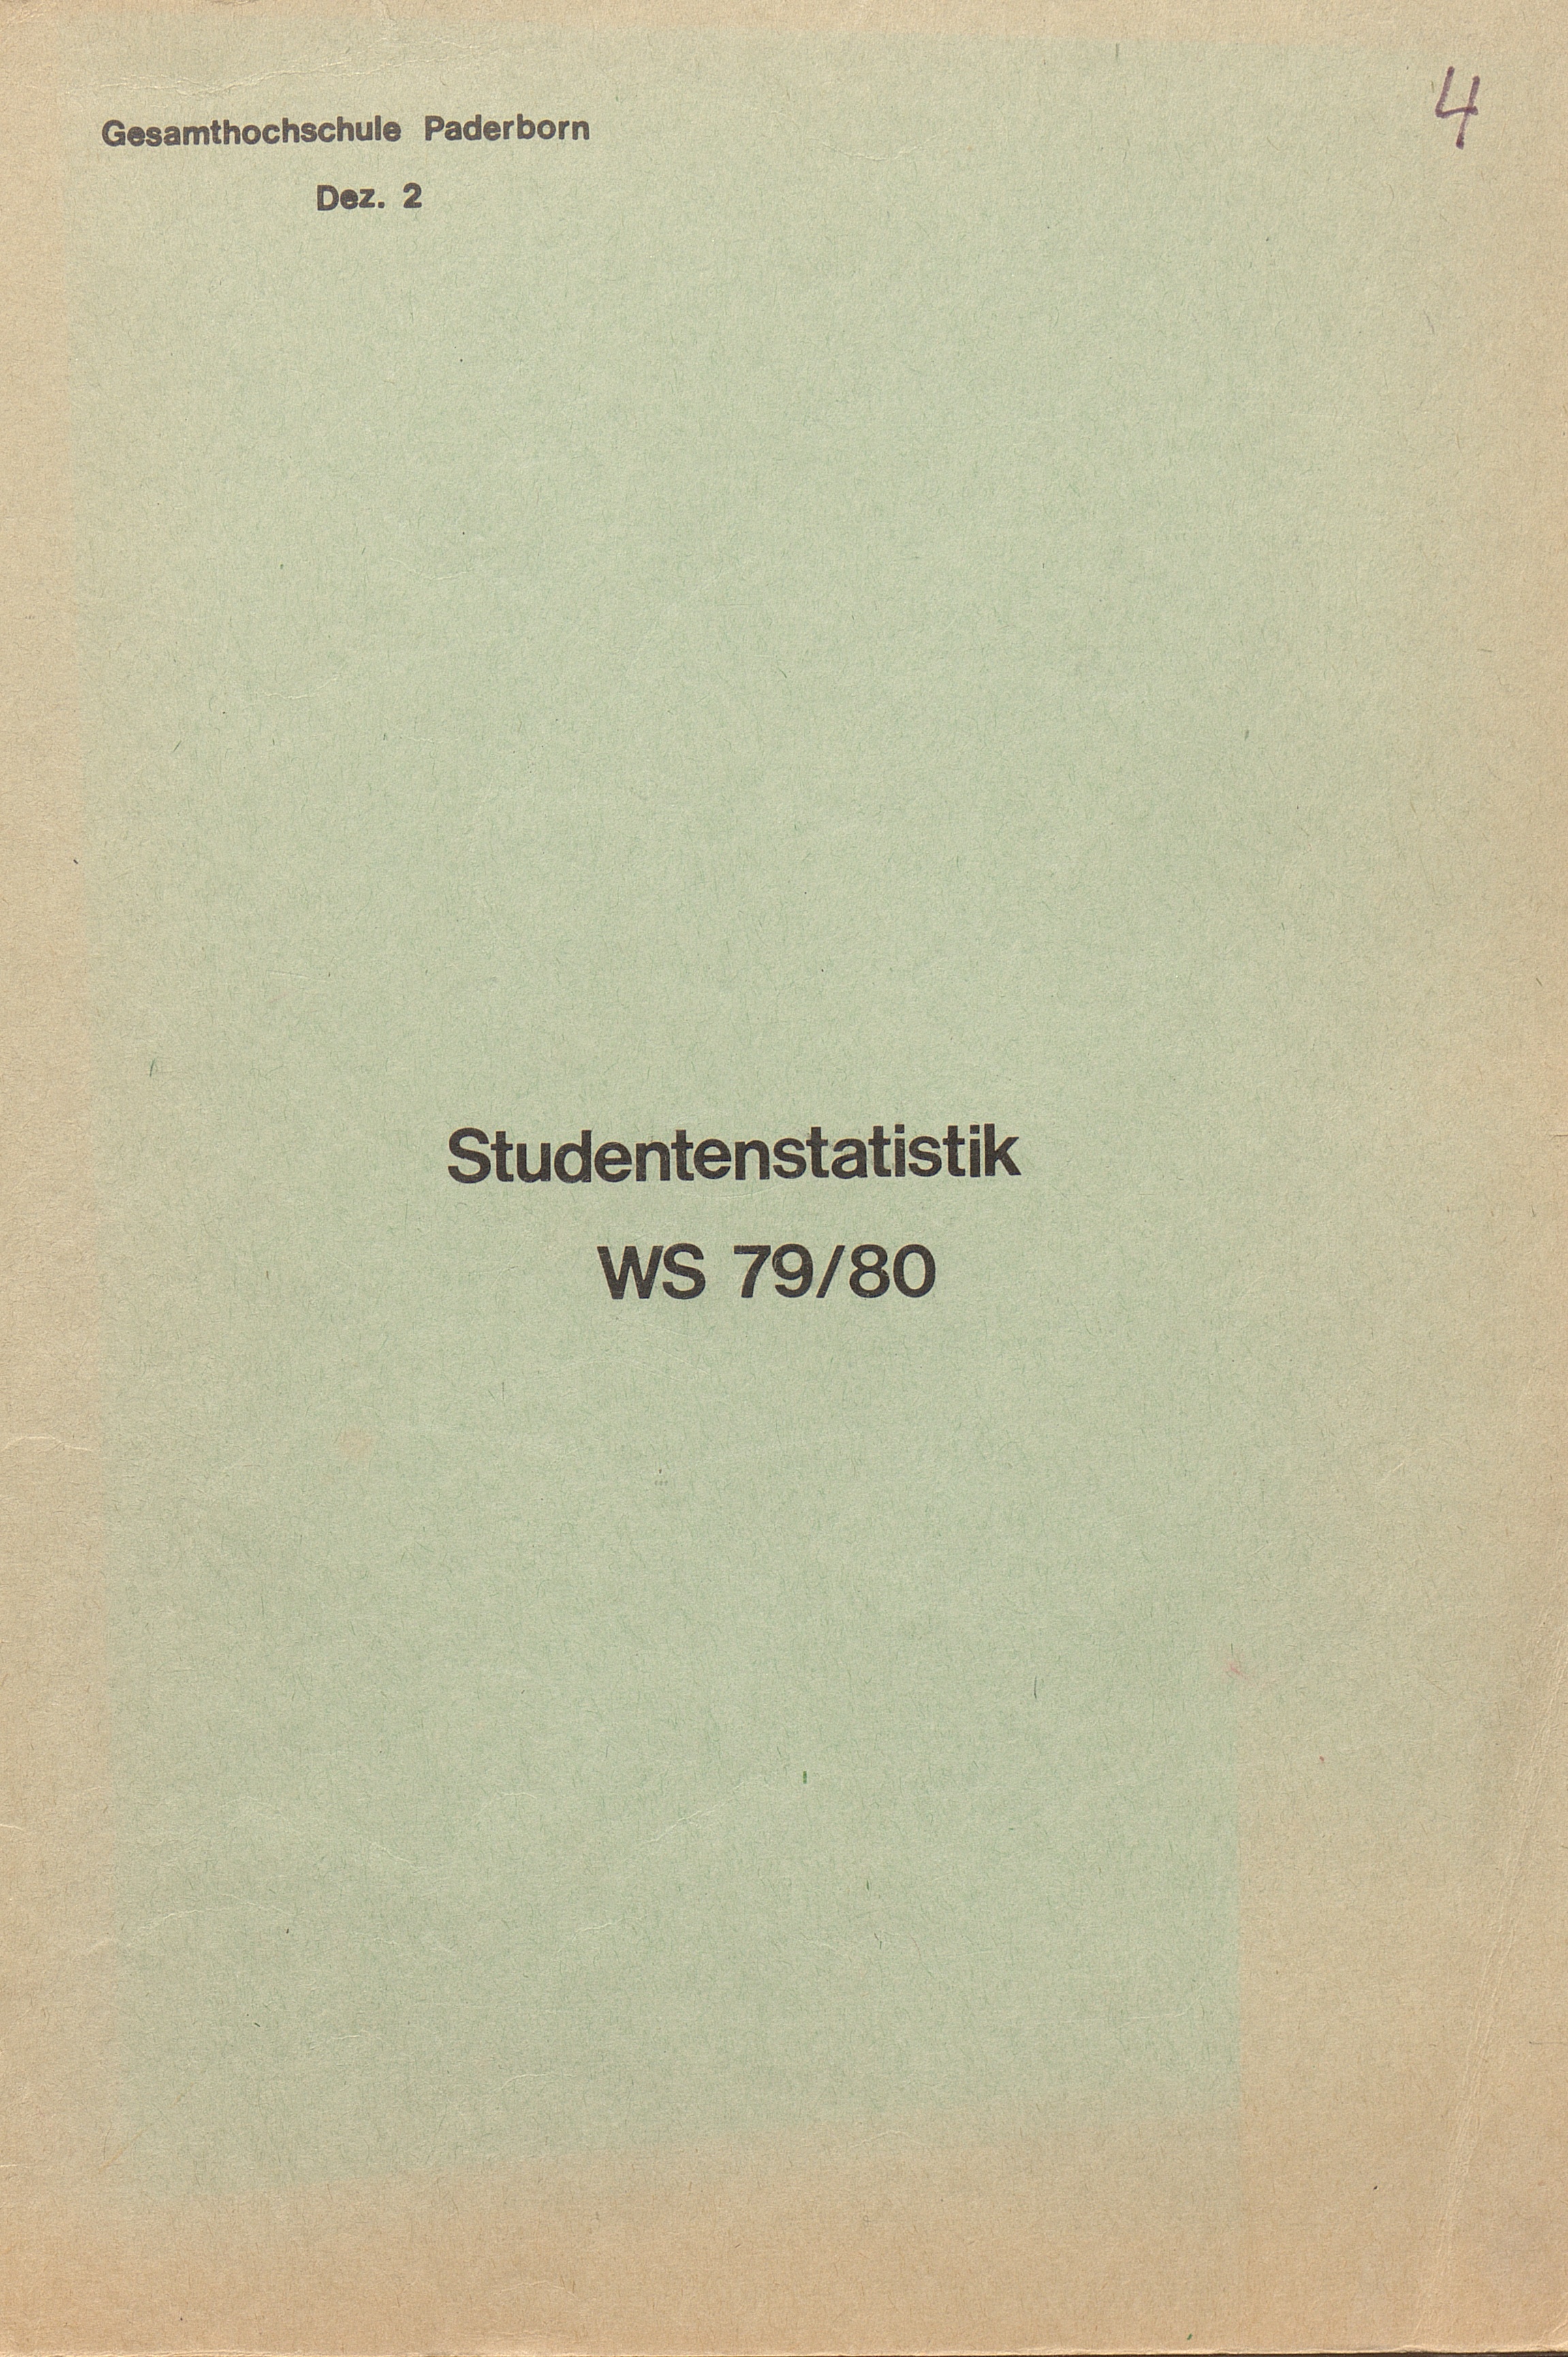 Gesamthochschule Paderborn
Dez. 2
4
Studentenstatistik
WS 79/80